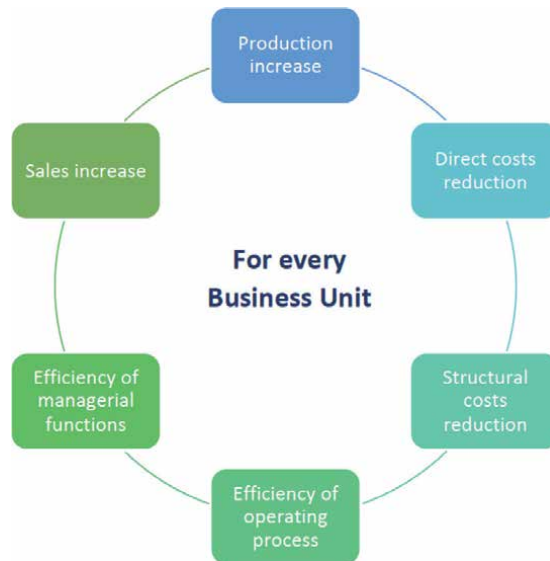 Production
increase
Direct costs
reduction
Structural
costs
reduction
Efficiency of
operating
process
Efficiency of
managerial
functions
Sales increase
For every
Business Unit